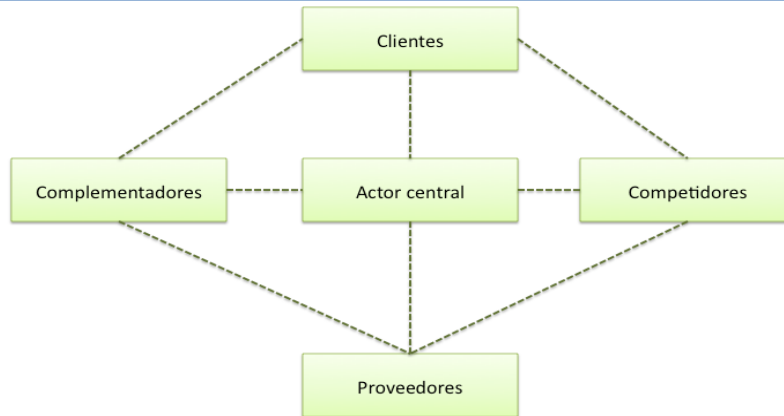 Clientes
Complementadores
Actor central
Competidores
Proveedores